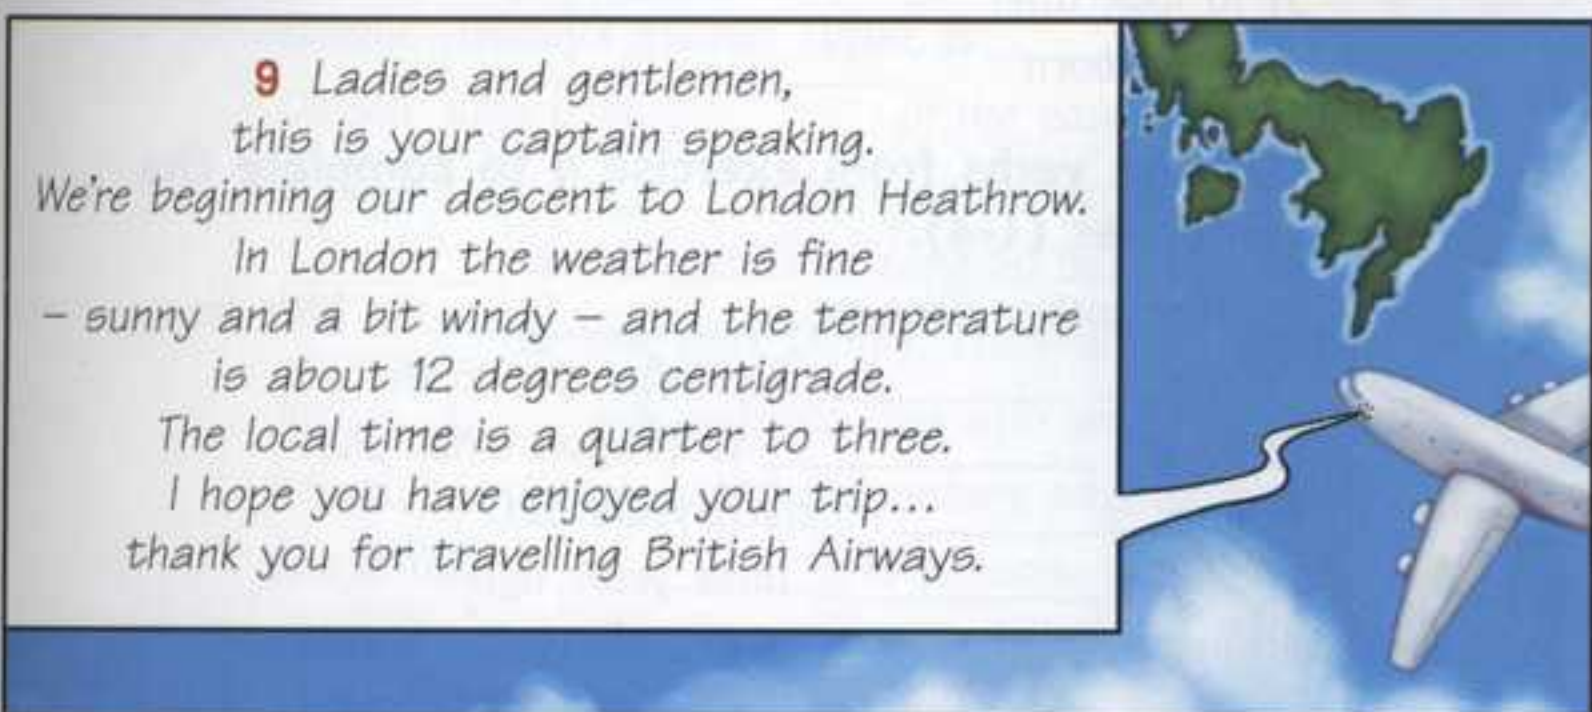 9 Ladies and gentlemen,
this is your captain speaking.
We're beginning our descent to London Heathrow.
In London the weather is fine
– sunny and a bit windy – and the temperature
is about 12 degrees centigrade.
The local time is a quarter to three.
I hope you have enjoyed your trip...
thank you for travelling British Airways.